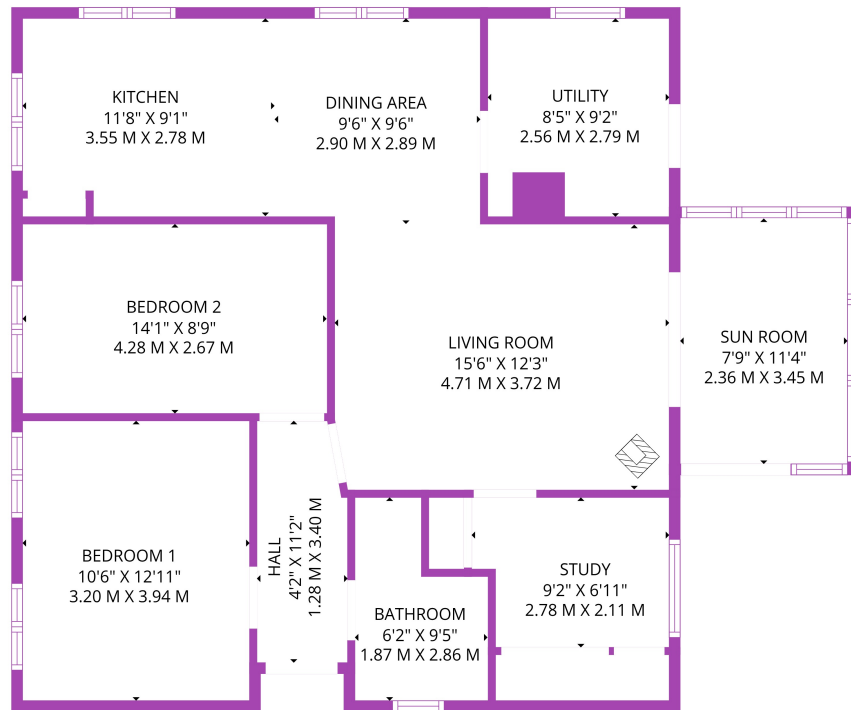 KITCHEN
11'8" X 9'1"
3.55 M X 2.78 M
DINING AREA
9'6" X 9'6"
2.90 M X 2.89 M
UTILITY
8'5" X 9'2"
2.56 M X 2.79 M
BEDROOM 2
14'1" X 8'9"
4.28 M X 2.67 M
LIVING ROOM
15'6" X 12'3"
4.71 M X 3.72 M
SUN ROOM
7'9" X 11'4"
2.36 M X 3.45 M
BEDROOM 1
10'6" X 12'11"
3.20 M X 3.94 M
HALL
4'2" X 11'2"
1.28 M X 3.40 M
BATHROOM
6'2" X 9'5"
1.87 M X 2.86 M
STUDY
9'2" X 6'11"
2.78 M X 2.11 M